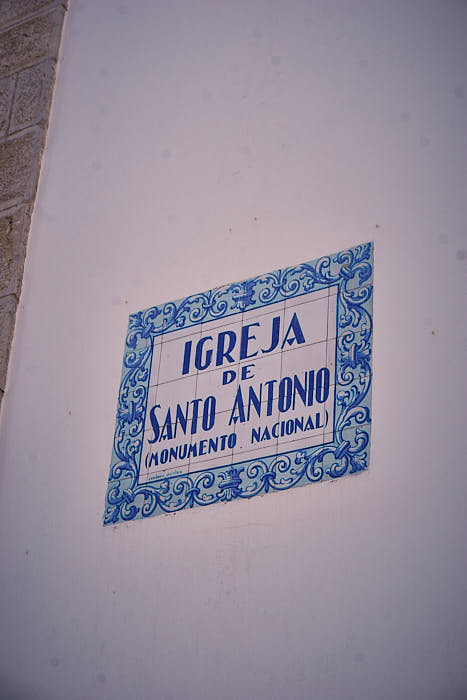 IGREJA
DE
SANTO ANTONIO
(MONUMENTO NACIONAL)